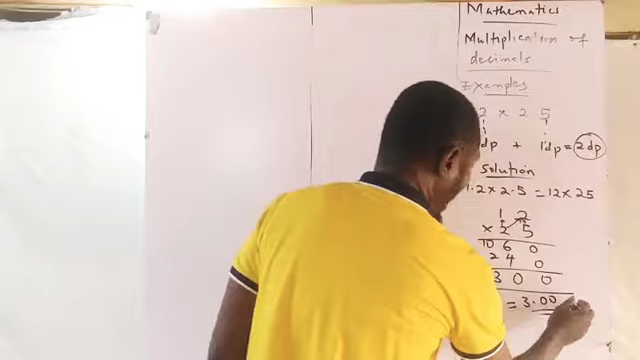 Mathematics
Multiplication of
decimals
Examples
2 x 2 5
dp + 1dp = 2dp
solution
1.2 x 2.5 = 12 x 25
1 2
x 2 5
6 0
2 4 0
3 0 0
= 3.00